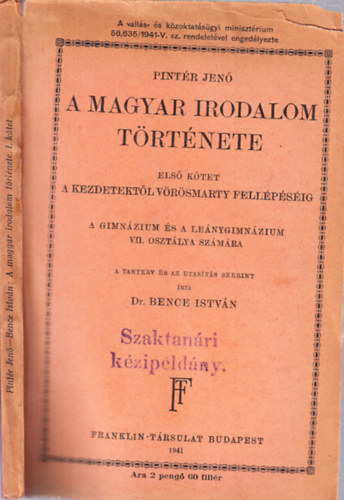 A vallás- és közoktatásügyi minisztérium
56,635/1941-V. sz. rendeletével engedélyezte
PINTÉR JENŐ
A MAGYAR IRODALOM
TÖRTÉNETE
ELSŐ KÖTET
A KEZDETEKTŐL VÖRÖSMARTY FELLÉPÉSÉIG
A GIMNÁZIUM ÉS A LEÁNYGIMNÁZIUM
VII. OSZTÁLYA SZÁMÁRA
A TANTERV ÉS AZ UTASÍTÁS SZERINT
ÍRTA
Dr. BENCE ISTVÁN
Szaktanári
kézipéldány.
FT
FRANKLIN-TÁRSULAT BUDAPEST
1941
Ára 2 pengő 60 fillér
Pintér Jenő—Bence István: A magyar irodalom története. I. kötet